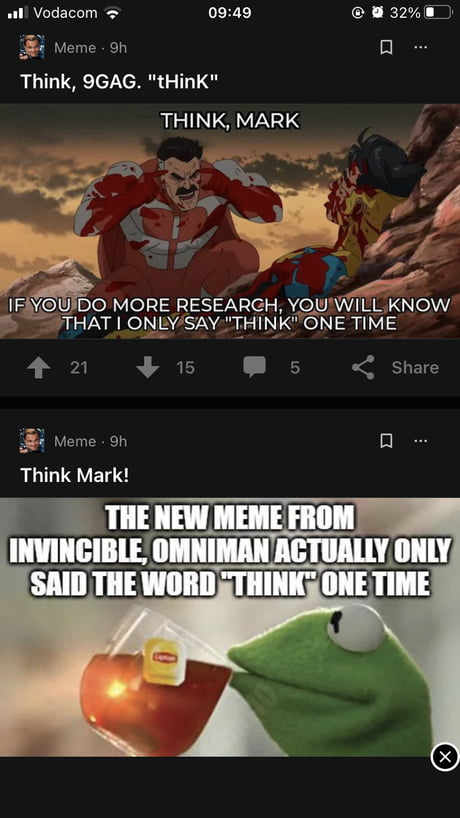 Vodacom 09:49 32%
Meme · 9h
Think, 9GAG. "tHinK"
THINK, MARK
IF YOU DO MORE RESEARCH, YOU WILL KNOW
THAT I ONLY SAY "THINK" ONE TIME
21 15 5 Share
Meme · 9h
Think Mark!
THE NEW MEME FROM
INVINCIBLE, OMNIMAN ACTUALLY ONLY
SAID THE WORD "THINK" ONE TIME
Lipton